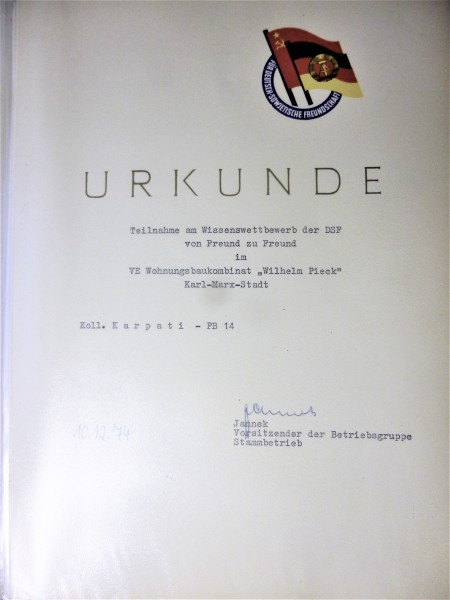 FÜR DEUTSCH-SOWJETISCHE FREUNDSCHAFT
URKUNDE
Teilnahme am Wissenswettbewerb der DSF
von Freund zu Freund
im
VE Wohnungsbaukombinat „Wilhelm Pieck"
Karl-Marx-Stadt
Koll. K a r p a t i - PB 14
Jannek
10.12.74
Jannek
Vorsitzender der Betriebsgruppe
Stammbetrieb